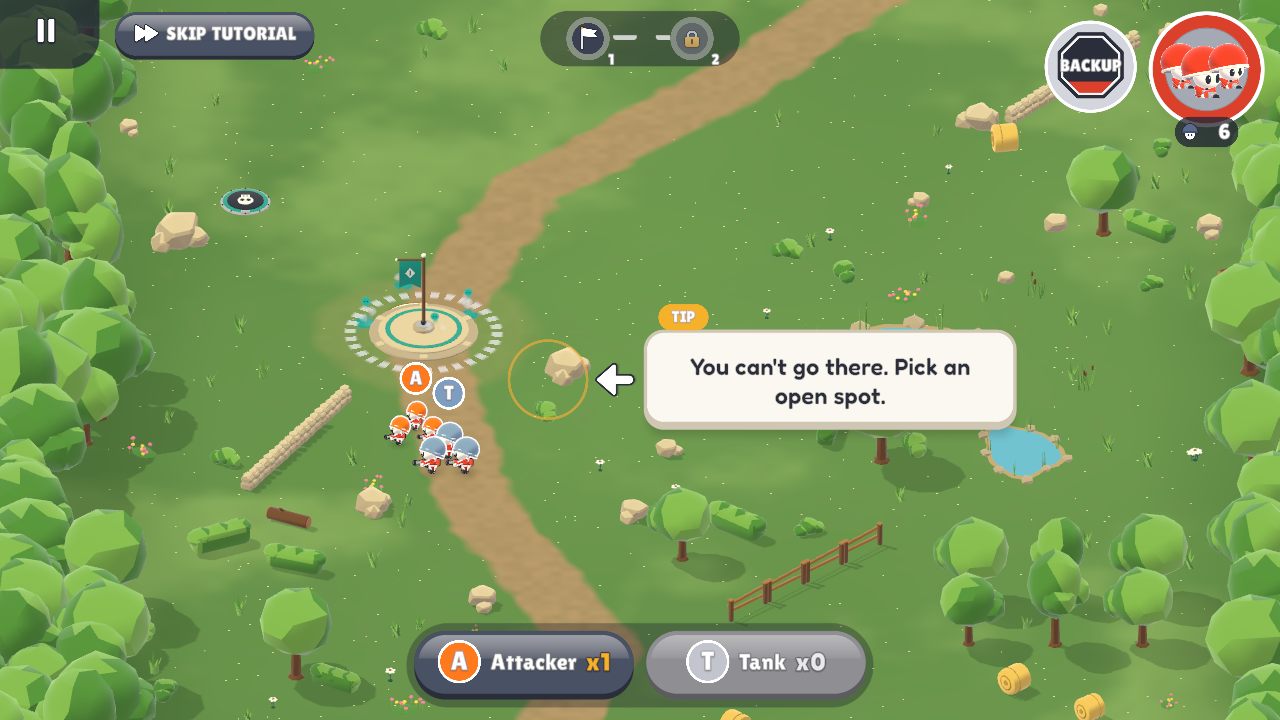 SKIP TUTORIAL
1
2
BACKUP
6
TIP
You can't go there. Pick an
open spot.
A
T
A Attacker x1
T Tank x0